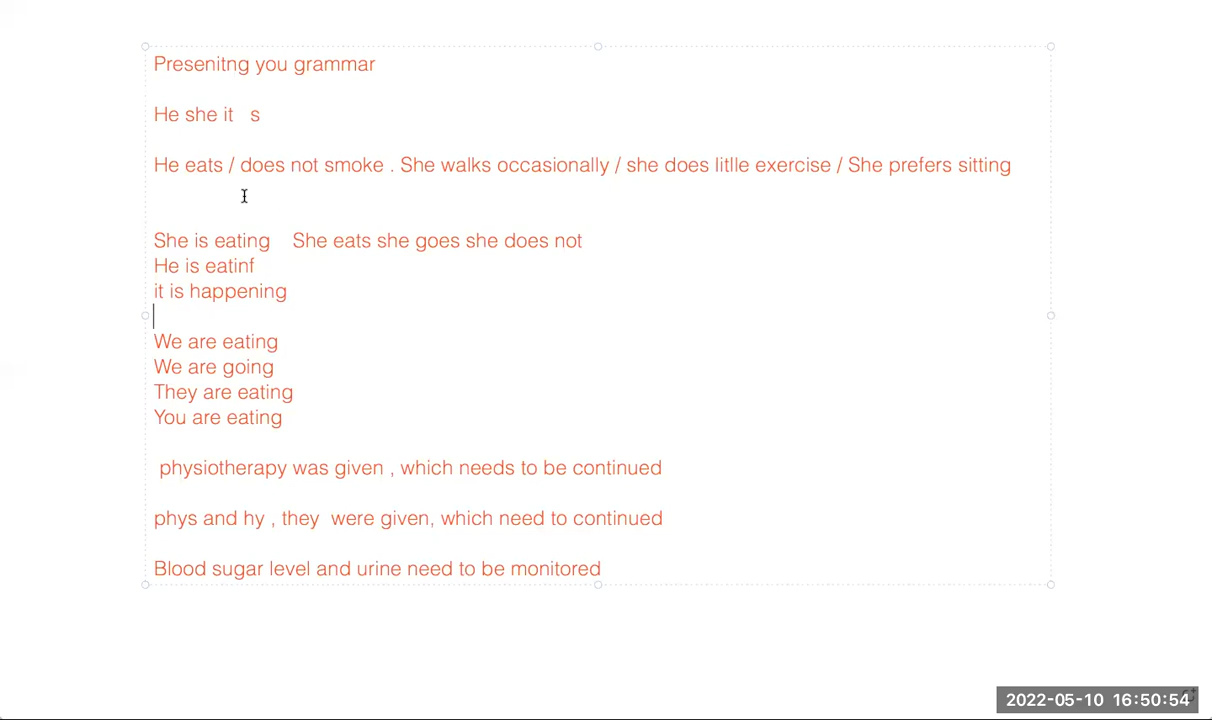 Presenitng you grammar
He she it s
He eats / does not smoke . She walks occasionally / she does litlle exercise / She prefers sitting
She is eating She eats she goes she does not
He is eatinf
it is happening
We are eating
We are going
They are eating
You are eating
physiotherapy was given , which needs to be continued
phys and hy , they were given, which need to continued
Blood sugar level and urine need to be monitored
2022-05-10 16:50:54